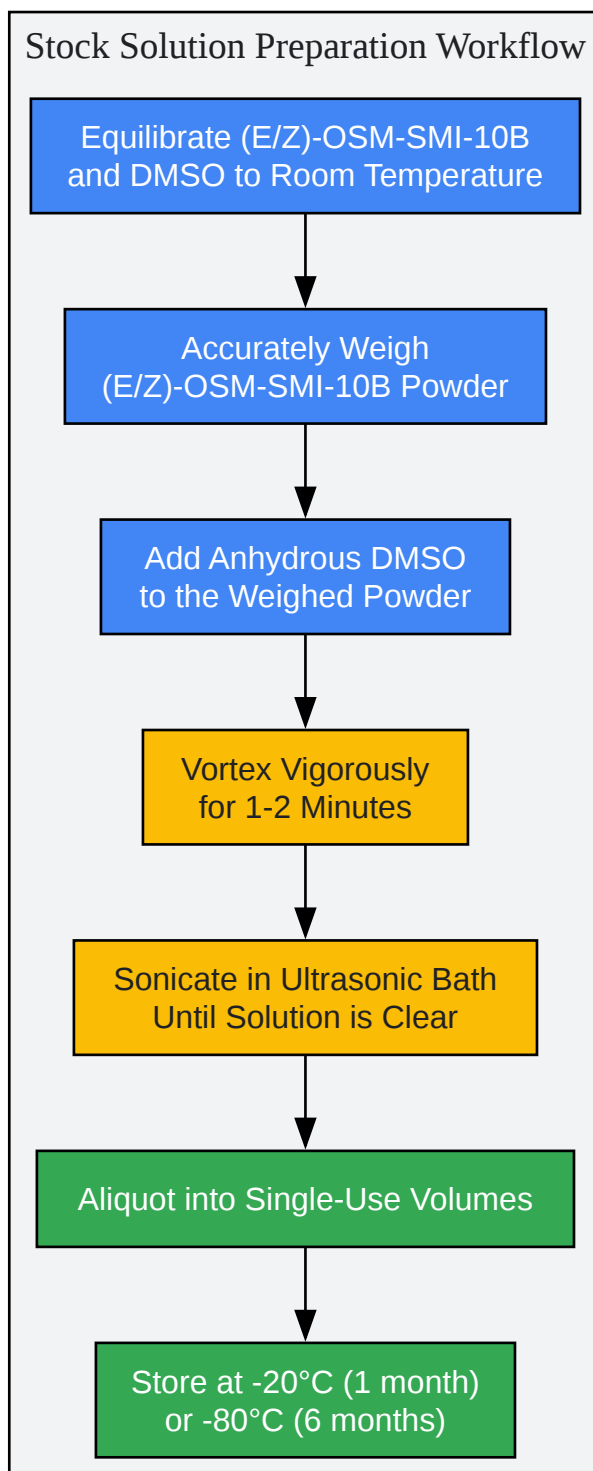 Stock Solution Preparation Workflow
Equilibrate (E/Z)-OSM-SMI-10B
and DMSO to Room Temperature
Accurately Weigh
(E/Z)-OSM-SMI-10B Powder
Add Anhydrous DMSO
to the Weighed Powder
Vortex Vigorously
for 1-2 Minutes
Sonicate in Ultrasonic Bath
Until Solution is Clear
Aliquot into Single-Use Volumes
Store at -20°C (1 month)
or -80°C (6 months)